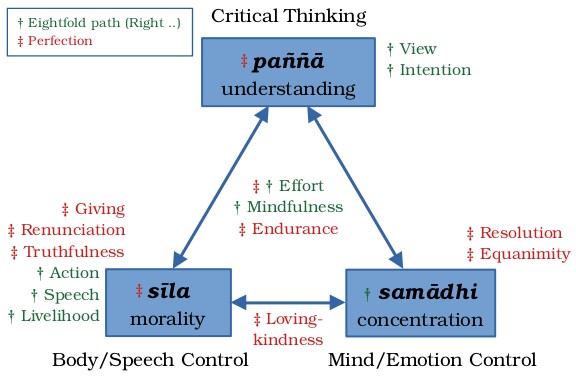 † Eightfold path (Right ..)
‡ Perfection
Critical Thinking
‡ paññā
understanding
† View
† Intention
‡ † Effort
† Mindfulness
‡ Endurance
‡ Giving
‡ Renunciation
‡ Truthfulness
† Action
† Speech
† Livelihood
‡ sīla
morality
Body/Speech Control
‡ Loving-
kindness
‡ Resolution
‡ Equanimity
† samādhi
concentration
Mind/Emotion Control